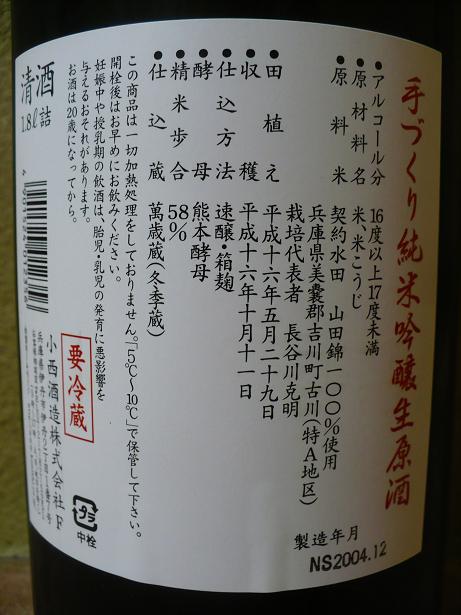 手づくり純米吟醸生原酒
●アルコール分 16度以上17度未満
●原材料名 米、米こうじ
●原料米 契約水田 山田錦一〇〇%使用
兵庫県美嚢郡吉川町古川(特A地区)
栽培代表者 長谷川克明
●田植え 平成十六年五月二十九日
●収穫 平成十六年十月十一日
●仕込方法 速醸・箱麹
●酵母 熊本酵母
●精米歩合 58%
●仕込蔵 萬歳蔵(冬季蔵)
この商品は一切加熱処理をしておりません。「5℃〜10℃」で保管して下さい。
開栓後はお早めにお飲みください。
妊娠中や授乳期の飲酒は、胎児・乳児の発育に悪影響を
与えるおそれがあります。
お酒は20歳になってから。
製造年月
NS2004.12
清酒
1.8ℓ詰
要冷蔵
小西酒造株式会社F
プラ
中栓